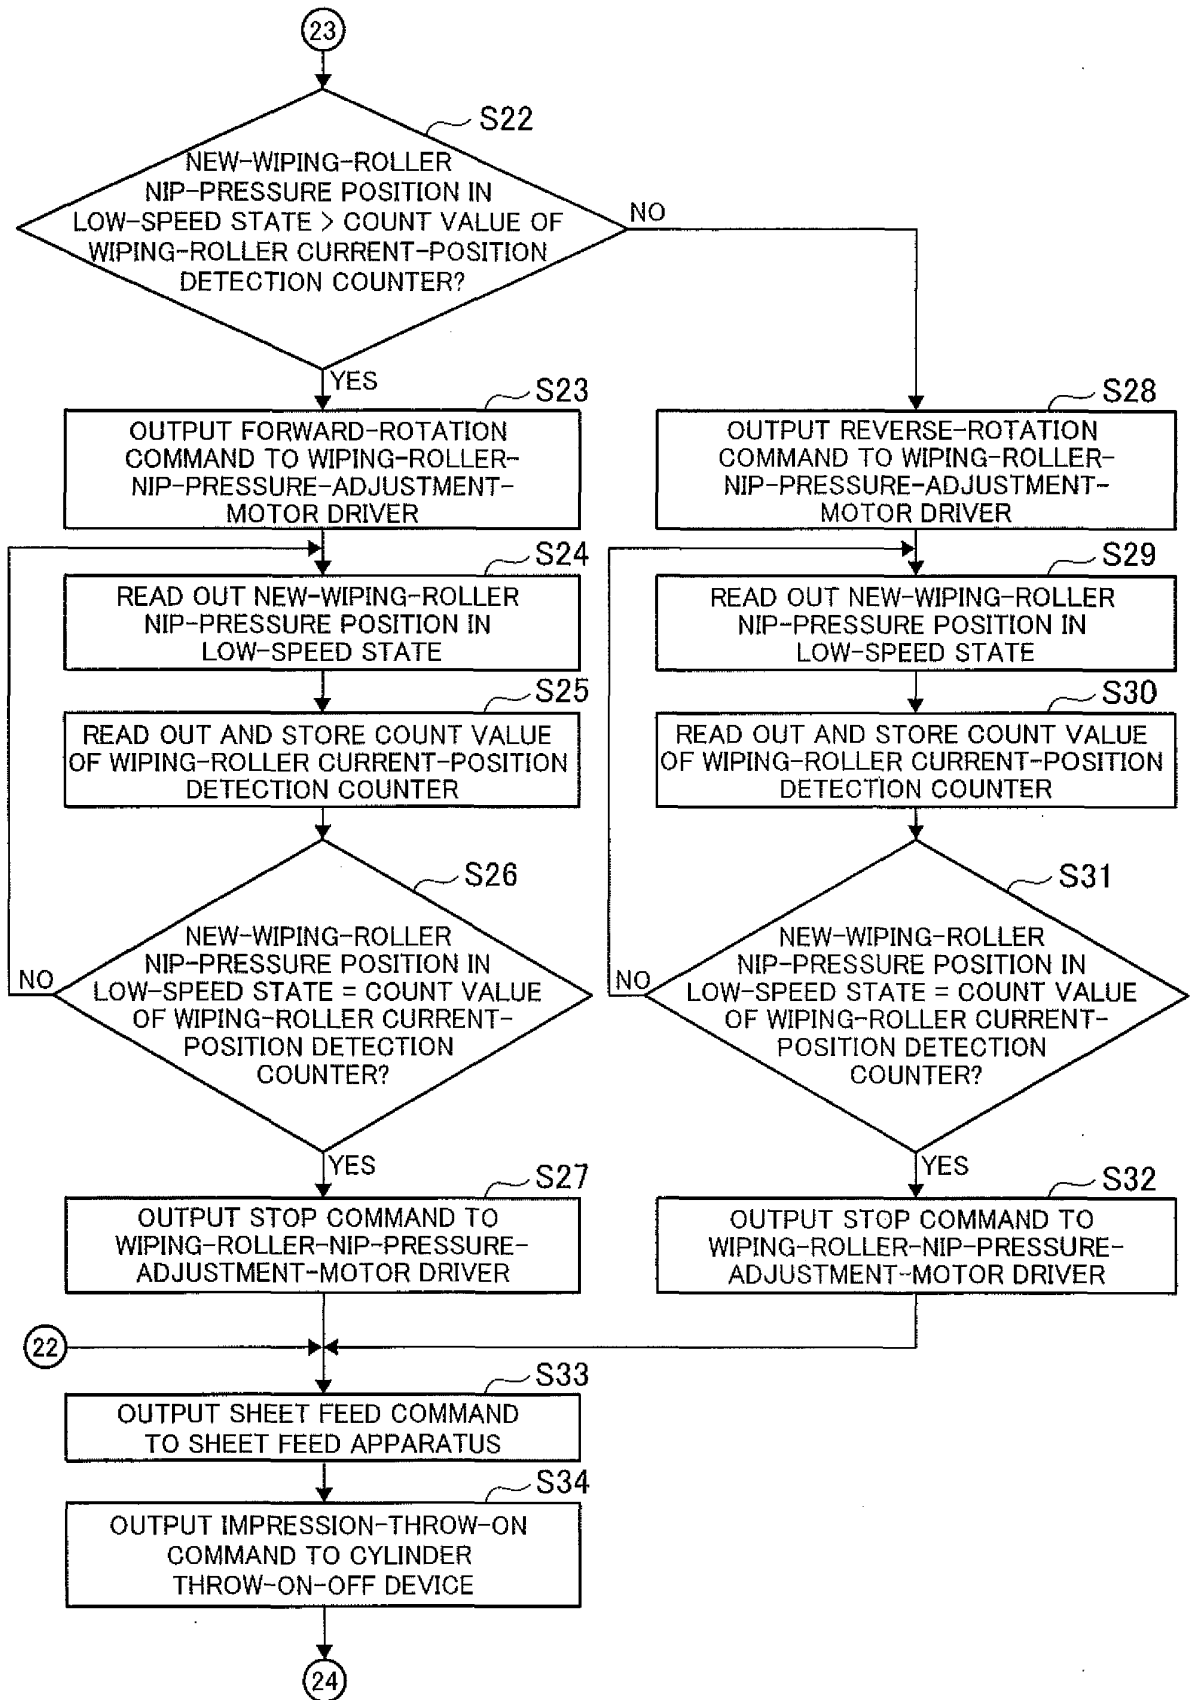 23
S22
NEW-WIPING-ROLLER
NIP-PRESSURE POSITION IN
LOW-SPEED STATE > COUNT VALUE OF
WIPING-ROLLER CURRENT-POSITION
DETECTION COUNTER?
NO
YES
S23
OUTPUT FORWARD-ROTATION
COMMAND TO WIPING-ROLLER-
NIP-PRESSURE-ADJUSTMENT-
MOTOR DRIVER
S24
READ OUT NEW-WIPING-ROLLER
NIP-PRESSURE POSITION IN
LOW-SPEED STATE
S25
READ OUT AND STORE COUNT VALUE
OF WIPING-ROLLER CURRENT-POSITION
DETECTION COUNTER
S26
NEW-WIPING-ROLLER
NIP-PRESSURE POSITION IN
LOW-SPEED STATE = COUNT VALUE
OF WIPING-ROLLER CURRENT-
POSITION DETECTION
COUNTER?
NO
YES
S27
OUTPUT STOP COMMAND TO
WIPING-ROLLER-NIP-PRESSURE-
ADJUSTMENT-MOTOR DRIVER
S28
OUTPUT REVERSE-ROTATION
COMMAND TO WIPING-ROLLER-
NIP-PRESSURE-ADJUSTMENT-
MOTOR DRIVER
S29
READ OUT NEW-WIPING-ROLLER
NIP-PRESSURE POSITION IN
LOW-SPEED STATE
S30
READ OUT AND STORE COUNT VALUE
OF WIPING-ROLLER CURRENT-POSITION
DETECTION COUNTER
S31
NEW-WIPING-ROLLER
NIP-PRESSURE POSITION IN
LOW-SPEED STATE = COUNT VALUE
OF WIPING-ROLLER CURRENT-
POSITION DETECTION
COUNTER?
NO
YES
S32
OUTPUT STOP COMMAND TO
WIPING-ROLLER-NIP-PRESSURE-
ADJUSTMENT-MOTOR DRIVER
22
S33
OUTPUT SHEET FEED COMMAND
TO SHEET FEED APPARATUS
S34
OUTPUT IMPRESSION-THROW-ON
COMMAND TO CYLINDER
THROW-ON-OFF DEVICE
24